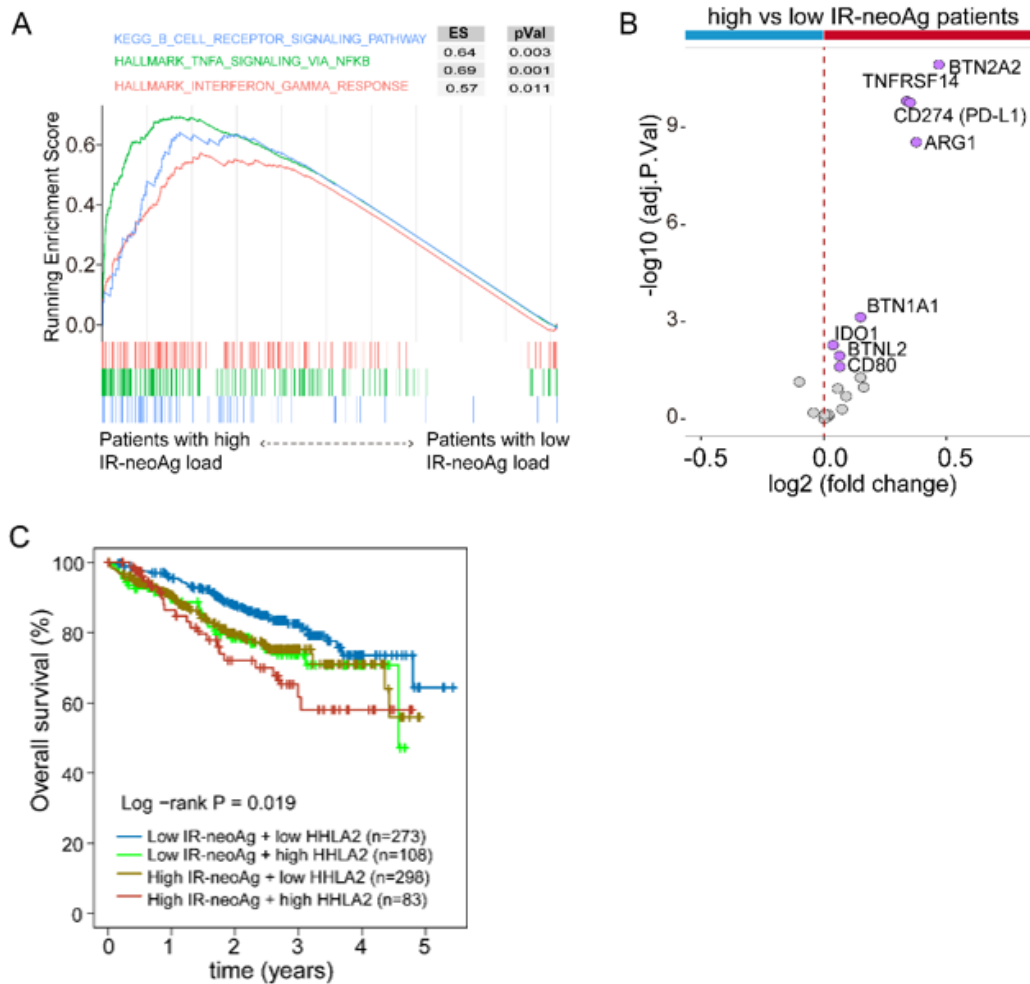 A
ES pVal
KEGG_B_CELL_RECEPTOR_SIGNALING_PATHWAY 0.64 0.003
HALLMARK_TNFA_SIGNALING_VIA_NFKB 0.69 0.001
HALLMARK_INTERFERON_GAMMA_RESPONSE 0.57 0.011
Running Enrichment Score
0.6
0.4
0.2
0.0
Patients with high
IR-neoAg load
Patients with low
IR-neoAg load
B
high vs low IR-neoAg patients
BTN2A2
TNFRSF14
CD274 (PD-L1)
ARG1
BTN1A1
IDO1
BTNL2
CD80
-log10 (adj.P.Val)
9
6
3
0
-0.5 0.0 0.5
log2 (fold change)
C
Overall survival (%)
100
80
60
40
20
0
Log −rank P = 0.019
Low IR-neoAg + low HHLA2 (n=273)
Low IR-neoAg + high HHLA2 (n=108)
High IR-neoAg + low HHLA2 (n=298)
High IR-neoAg + high HHLA2 (n=83)
0 1 2 3 4 5
time (years)